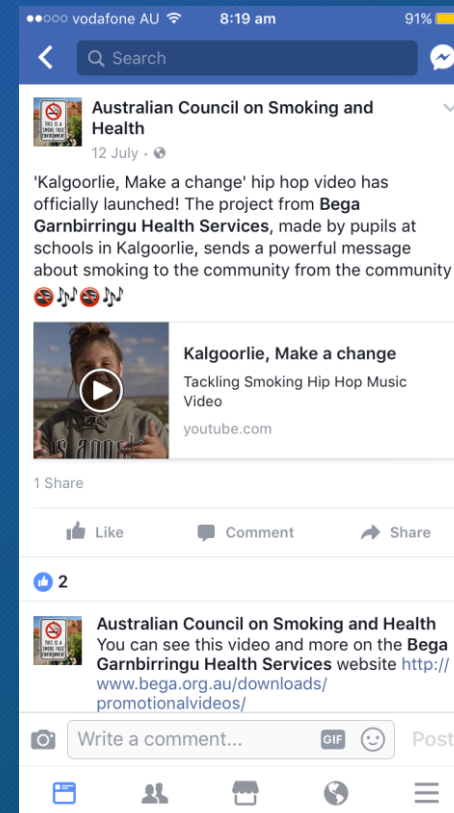 vodafone AU 8:19 am 91%
Search
Australian Council on Smoking and
Health
12 July ·
'Kalgoorlie, Make a change' hip hop video has
officially launched! The project from Bega
Garnbirringu Health Services, made by pupils at
schools in Kalgoorlie, sends a powerful message
about smoking to the community from the community
Kalgoorlie, Make a change
Tackling Smoking Hip Hop Music
Video
youtube.com
1 Share
Like Comment Share
2
Australian Council on Smoking and Health
You can see this video and more on the Bega
Garnbirringu Health Services website http://
www.bega.org.au/downloads/
promotionalvideos/
Write a comment... GIF Post